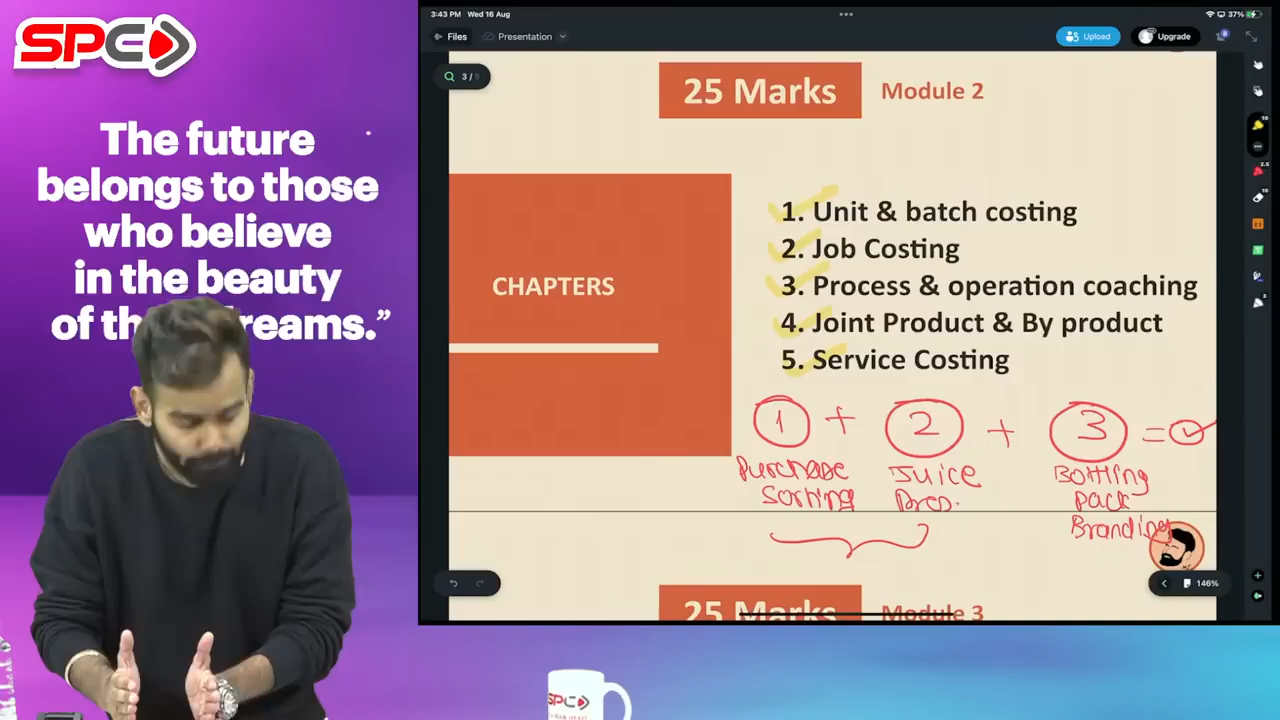 SPC
The future
belongs to those
who believe
in the beauty
of th reams.”
3:43 PM Wed 16 Aug
37%
Files
Presentation
Upload
Upgrade
3 / 5
25 Marks Module 2
CHAPTERS
1. Unit & batch costing
2. Job Costing
3. Process & operation coaching
4. Joint Product & By product
5. Service Costing
1 + 2 + 3 =
Purchase
Sorting
Juice
Pres.
Bottling
Pack
Branding
146%
25 Marks Module 3
SPC